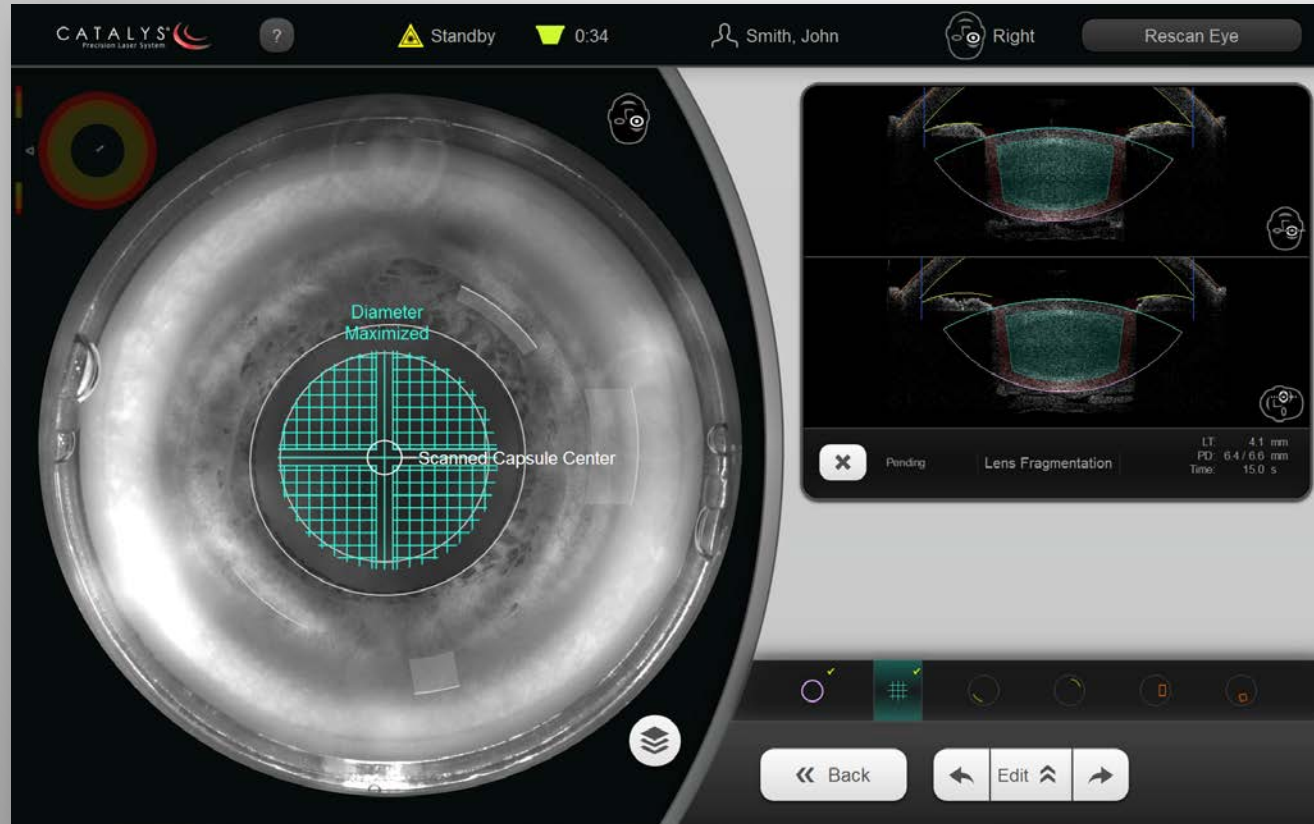 CATALYS®
Precision Laser System
?
Standby
0:34
Smith, John
Right
Rescan Eye
Diameter
Maximized
Scanned Capsule Center
Pending
Lens Fragmentation
LT: 4.1 mm
PD: 6.4 / 6.6 mm
Time: 15.0 s
Back
Edit